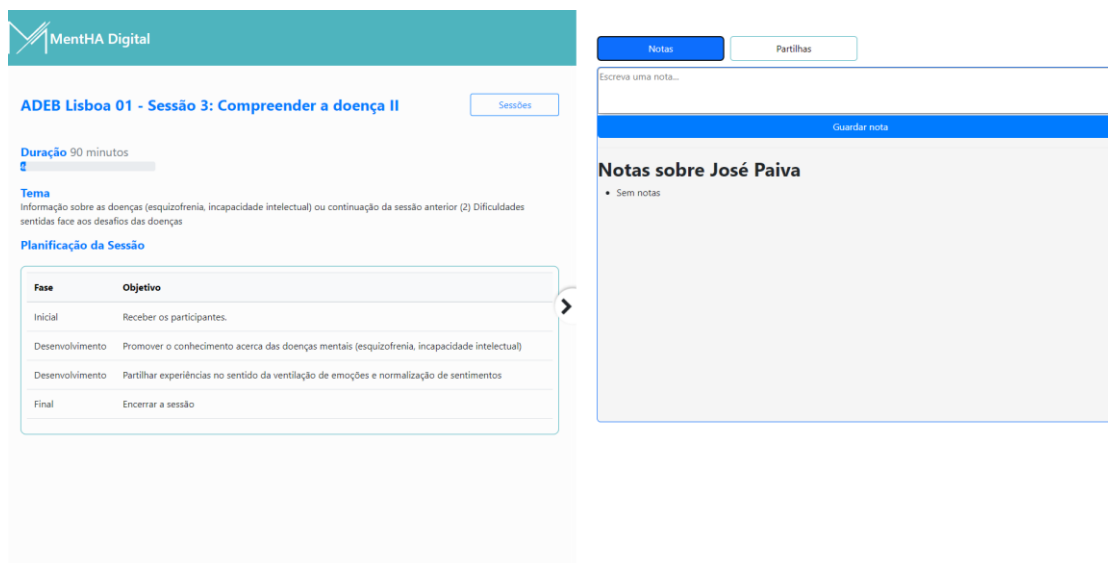 MentHA Digital
ADEB Lisboa 01 - Sessão 3: Compreender a doença II
Sessões
Duração 90 minutos
Tema
Informação sobre as doenças (esquizofrenia, incapacidade intelectual) ou continuação da sessão anterior (2) Dificuldades
sentidas face aos desafios das doenças
Planificação da Sessão
Fase Objetivo
Inicial Receber os participantes.
Desenvolvimento Promover o conhecimento acerca das doenças mentais (esquizofrenia, incapacidade intelectual)
Desenvolvimento Partilhar experiências no sentido da ventilação de emoções e normalização de sentimentos
Final Encerrar a sessão
Notas Partilhas
Escreva uma nota...
Guardar nota
Notas sobre José Paiva
Sem notas